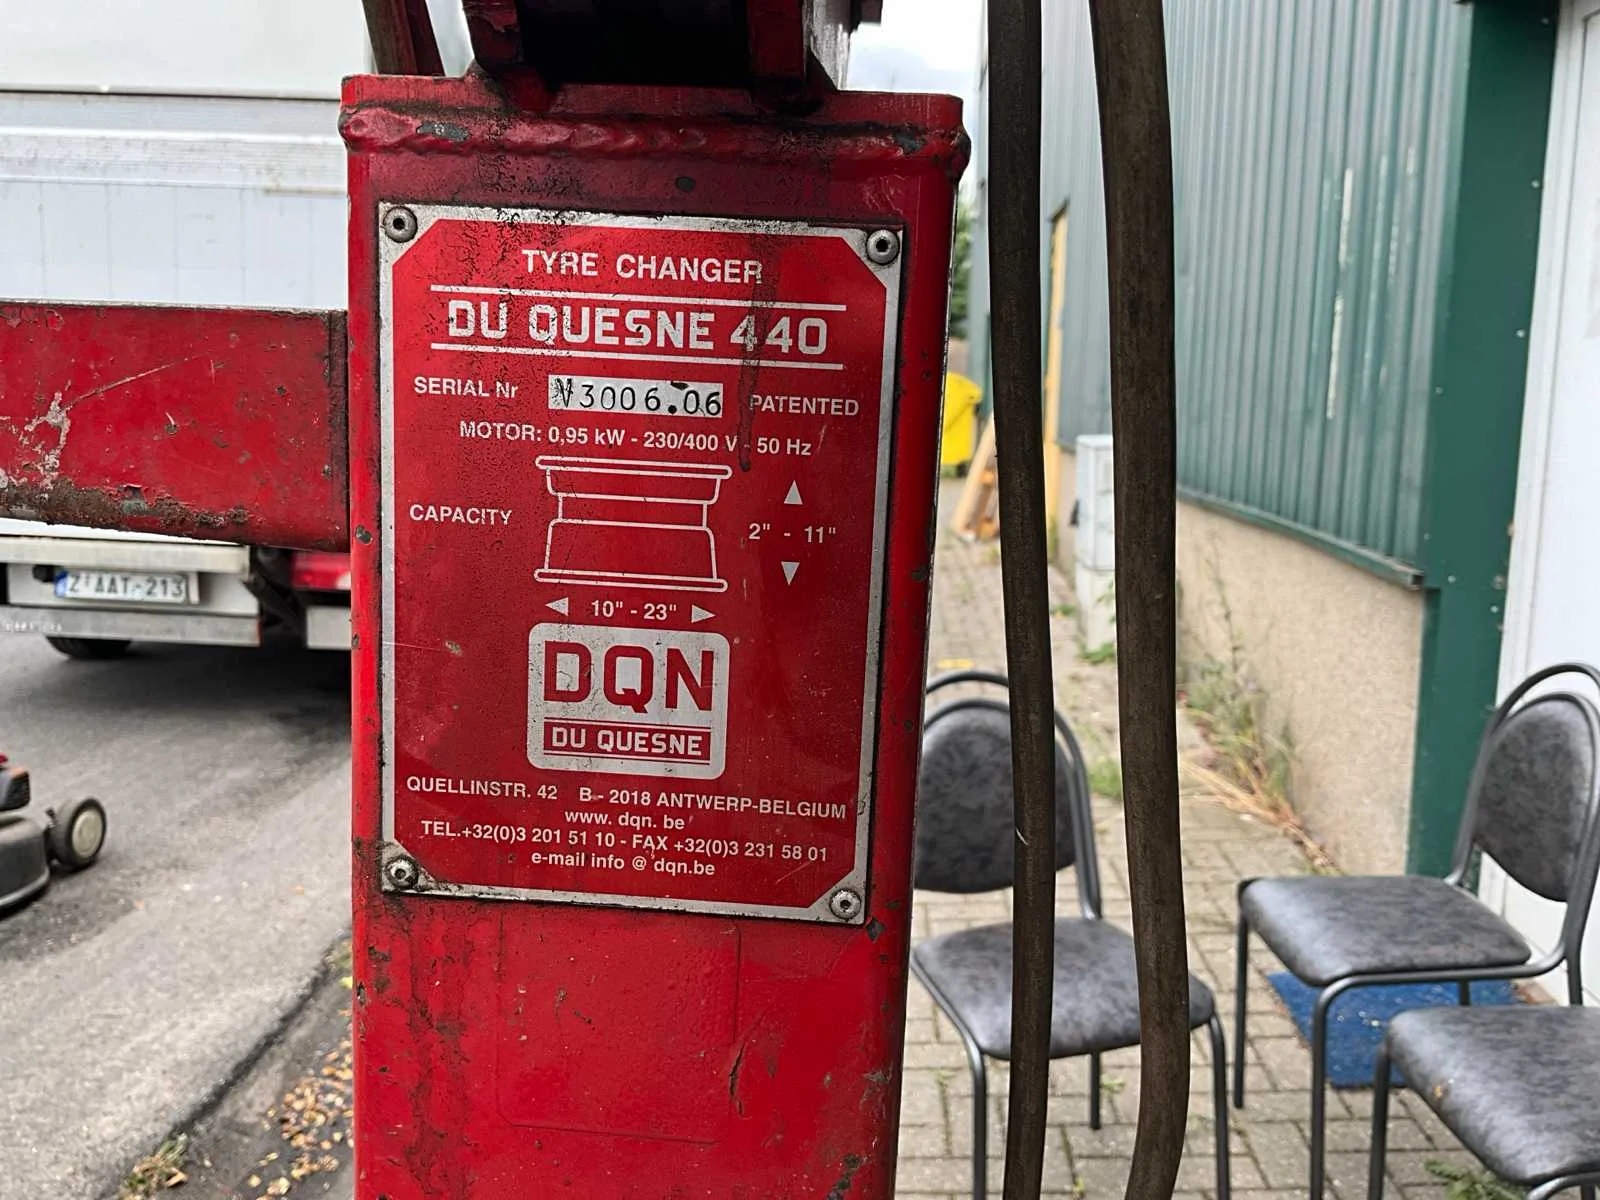 TYRE CHANGER
DU QUESNE 440
SERIAL Nr V3006.06 PATENTED
MOTOR: 0,95 kW - 230/400 V - 50 Hz
CAPACITY
2" - 11"
10" - 23"
DQN
DU QUESNE
QUELLINSTR. 42 B - 2018 ANTWERP-BELGIUM
www. dqn. be
TEL.+32(0)3 201 51 10 - FAX +32(0)3 231 58 01
e-mail info @ dqn.be
Z AAT-213